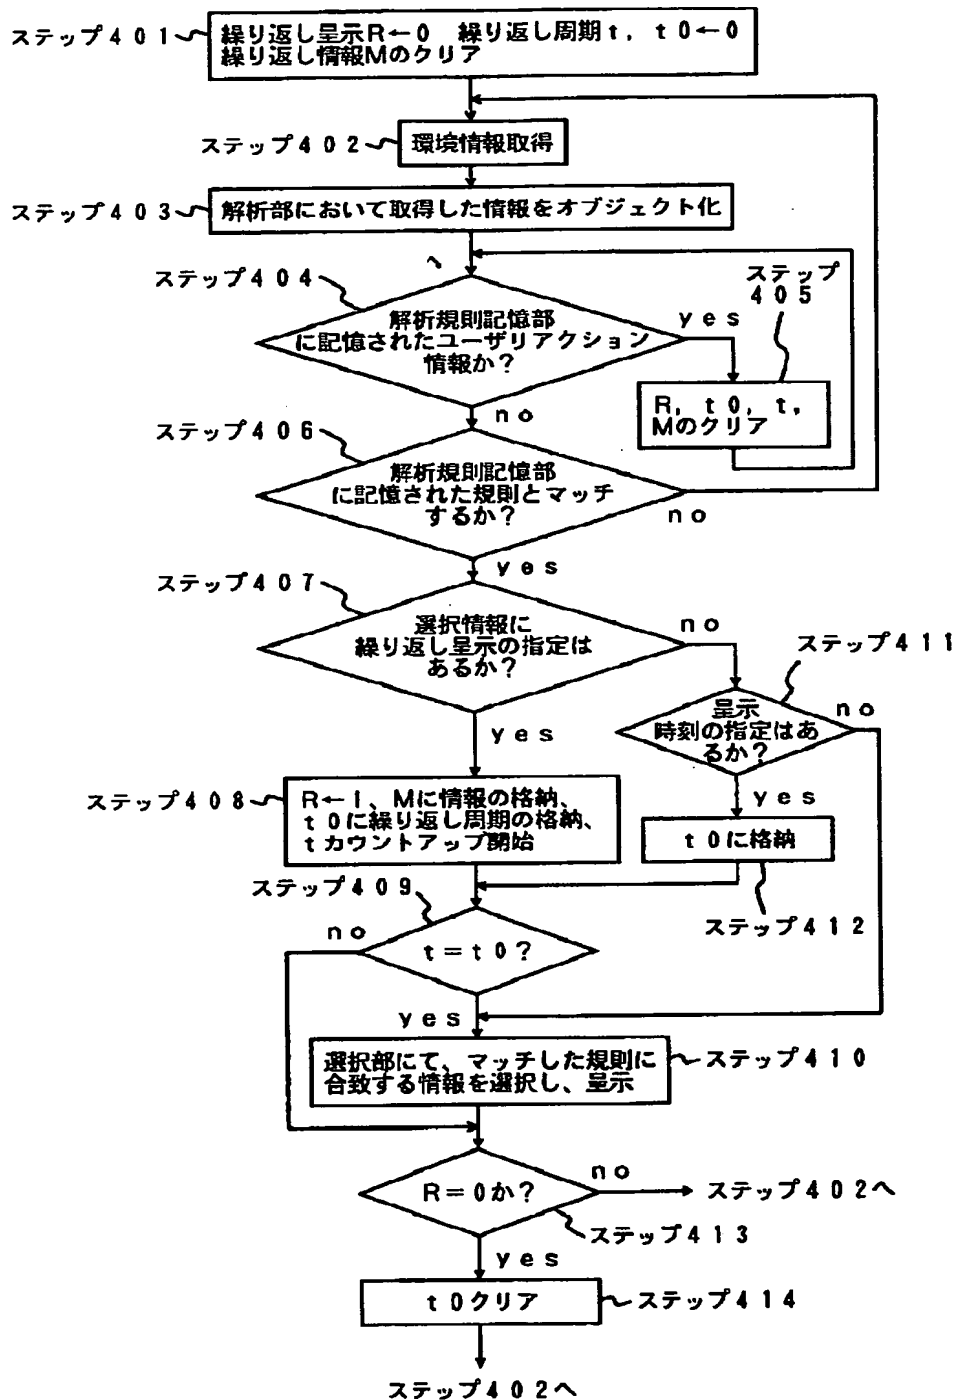 ステップ401
繰り返し呈示R←0 繰り返し周期t, t0←0
繰り返し情報Mのクリア
ステップ402
環境情報取得
ステップ403
解析部において取得した情報をオブジェクト化
ステップ404
解析規則記憶部
に記憶されたユーザリアクション
情報か?
yes
no
ステップ
405
R, t0, t,
Mのクリア
ステップ406
解析規則記憶部
に記憶された規則とマッチ
するか?
no
yes
ステップ407
選択情報に
繰り返し呈示の指定は
あるか?
no
yes
ステップ411
呈示
時刻の指定はあ
るか?
no
yes
ステップ408
R←1、Mに情報の格納、
t0に繰り返し周期の格納、
tカウントアップ開始
t0に格納
ステップ412
ステップ409
t=t0?
no
yes
選択部にて、マッチした規則に
合致する情報を選択し、呈示
ステップ410
R=0か?
no
ステップ402へ
ステップ413
yes
t0クリア
ステップ414
ステップ402へ